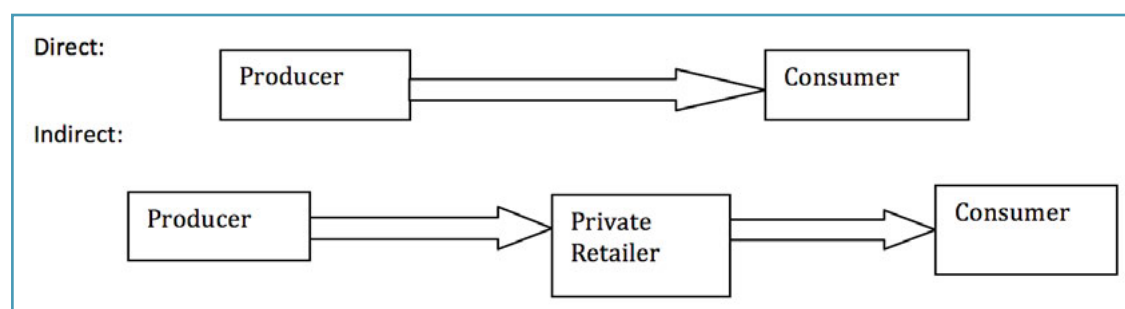 Direct:
Producer
Consumer
Indirect:
Producer
Private
Retailer
Consumer